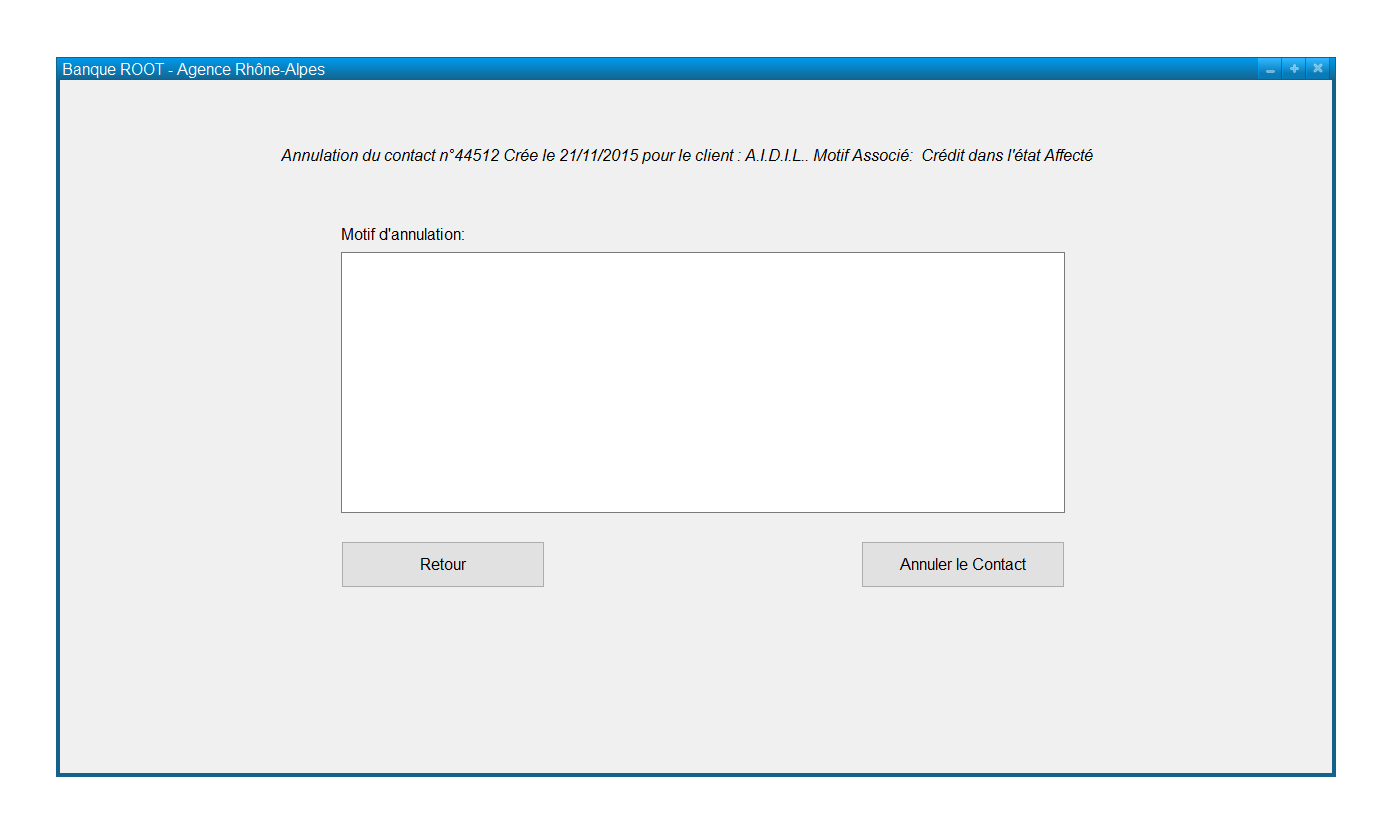 Banque ROOT - Agence Rhône-Alpes
Annulation du contact n°44512 Crée le 21/11/2015 pour le client : A.I.D.I.L.. Motif Associé:  Crédit dans l'état Affecté
Motif d'annulation:
Retour
Annuler le Contact